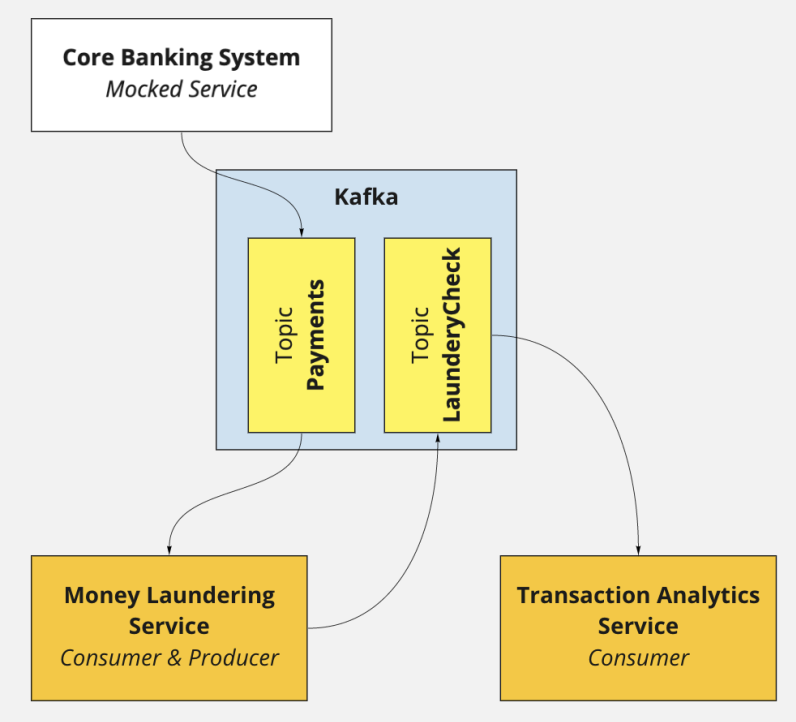 Core Banking System
Mocked Service
Kafka
Topic
Payments
Topic
LaunderyCheck
Money Laundering
Service
Consumer & Producer
Transaction Analytics
Service
Consumer